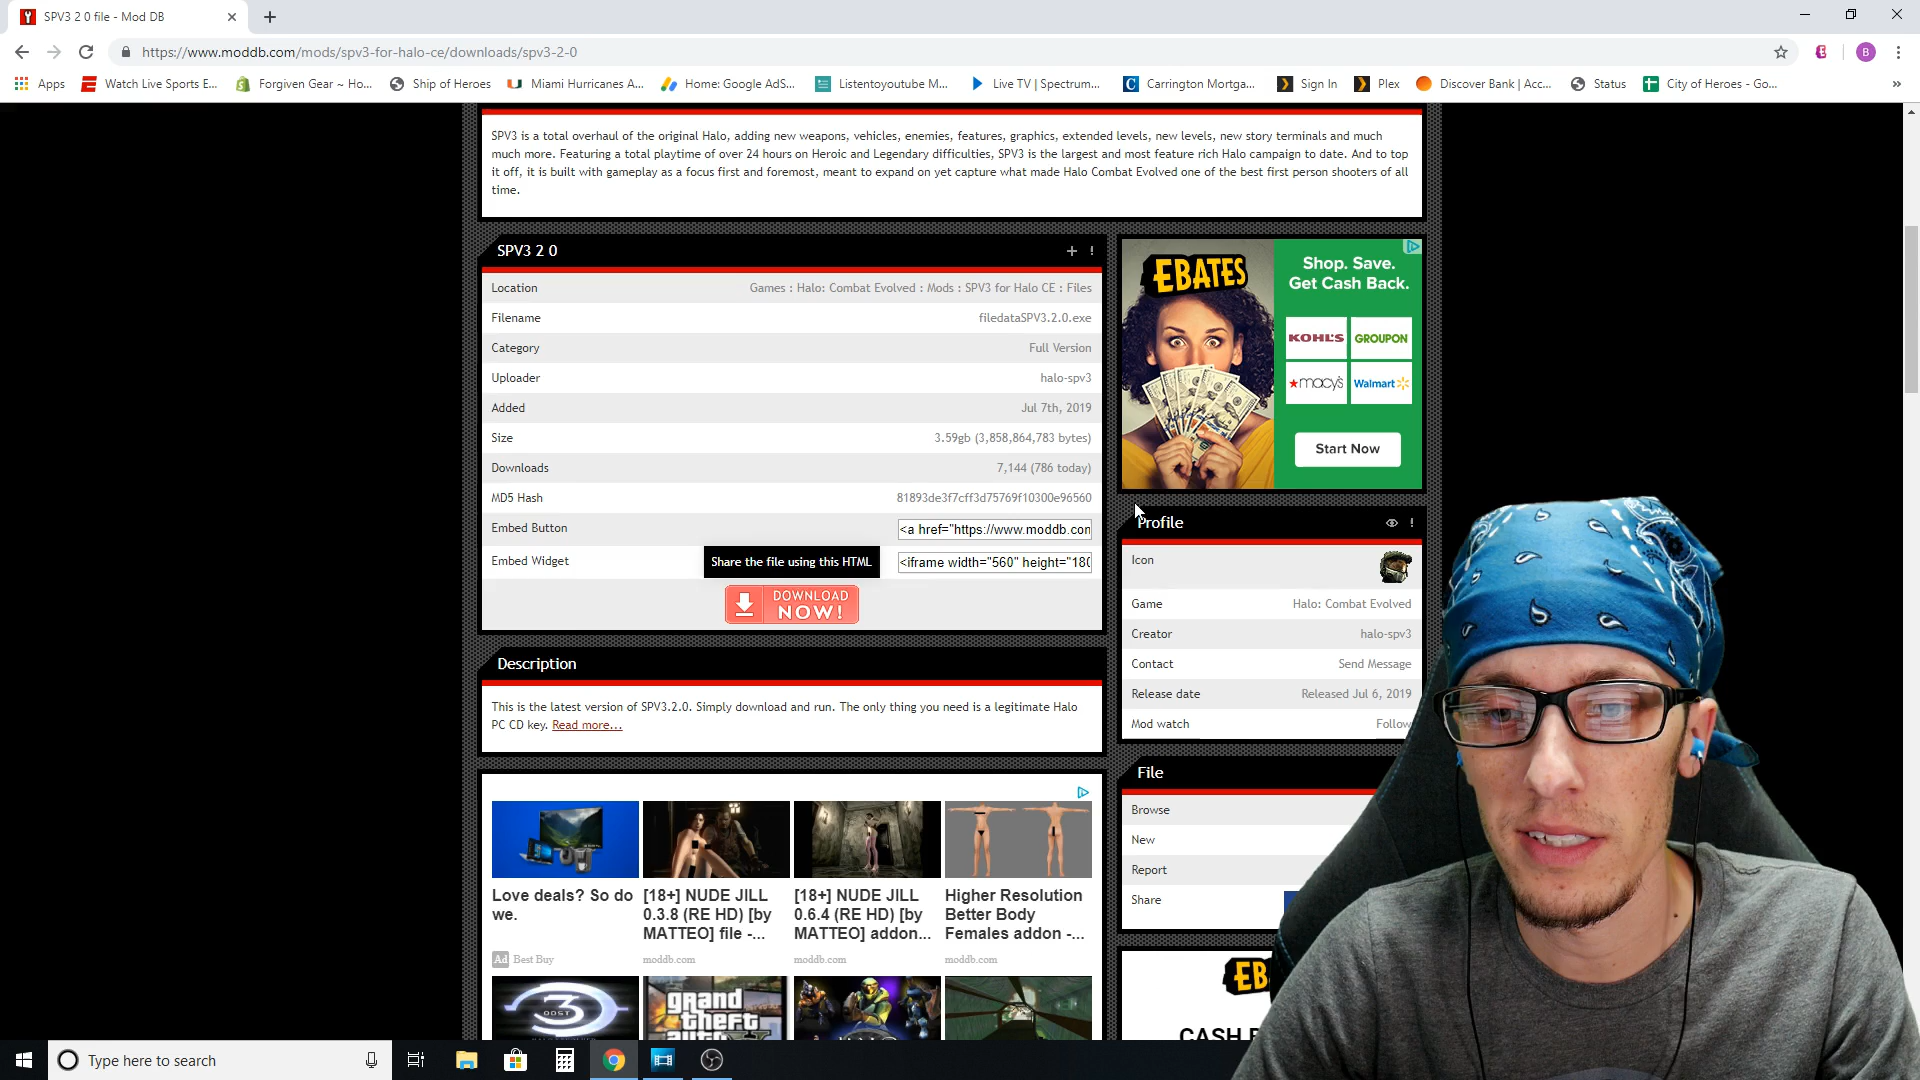 SPV3 2 0 file - Mod DB
https://www.moddb.com/mods/spv3-for-halo-ce/downloads/spv3-2-0
B
Apps
Watch Live Sports E...
Forgiven Gear ~ Ho...
Ship of Heroes
Miami Hurricanes A...
Home: Google AdS...
Listentoyoutube M...
Live TV | Spectrum...
Carrington Mortga...
Sign In
Plex
Discover Bank | Acc...
Status
City of Heroes - Go...
SPV3 is a total overhaul of the original Halo, adding new weapons, vehicles, enemies, features, graphics, extended levels, new levels, new story terminals and much
much more. Featuring a total playtime of over 24 hours on Heroic and Legendary difficulties, SPV3 is the largest and most feature rich Halo campaign to date. And to top
it off, it is built with gameplay as a focus first and foremost, meant to expand on yet capture what made Halo Combat Evolved one of the best first person shooters of all
time.
SPV3 2 0
Location Games : Halo: Combat Evolved : Mods : SPV3 for Halo CE : Files
Filename filedataSPV3.2.0.exe
Category Full Version
Uploader halo-spv3
Added Jul 7th, 2019
Size 3.59gb (3,858,864,783 bytes)
Downloads 7,144 (786 today)
MD5 Hash 81893de3f7cff3d75769f10300e96560
Embed Button <a href="https://www.moddb.com
Embed Widget <iframe width="560" height="180
Share the file using this HTML
DOWNLOAD
NOW!
Description
This is the latest version of SPV3.2.0. Simply download and run. The only thing you need is a legitimate Halo
PC CD key. Read more...
Love deals? So do
we.
Ad Best Buy
[18+] NUDE JILL
0.3.8 (RE HD) [by
MATTEO] file -...
moddb.com
[18+] NUDE JILL
0.6.4 (RE HD) [by
MATTEO] addon...
moddb.com
Higher Resolution
Better Body
Females addon -...
moddb.com
3
ODST
grand
theft
EBATES
Shop. Save.
Get Cash Back.
KOHL'S
GROUPON
macy's
Walmart
Start Now
Profile
Icon
Game Halo: Combat Evolved
Creator halo-spv3
Contact Send Message
Release date Released Jul 6, 2019
Mod watch Follow
File
Browse
New
Report
Share
EB
Type here to search